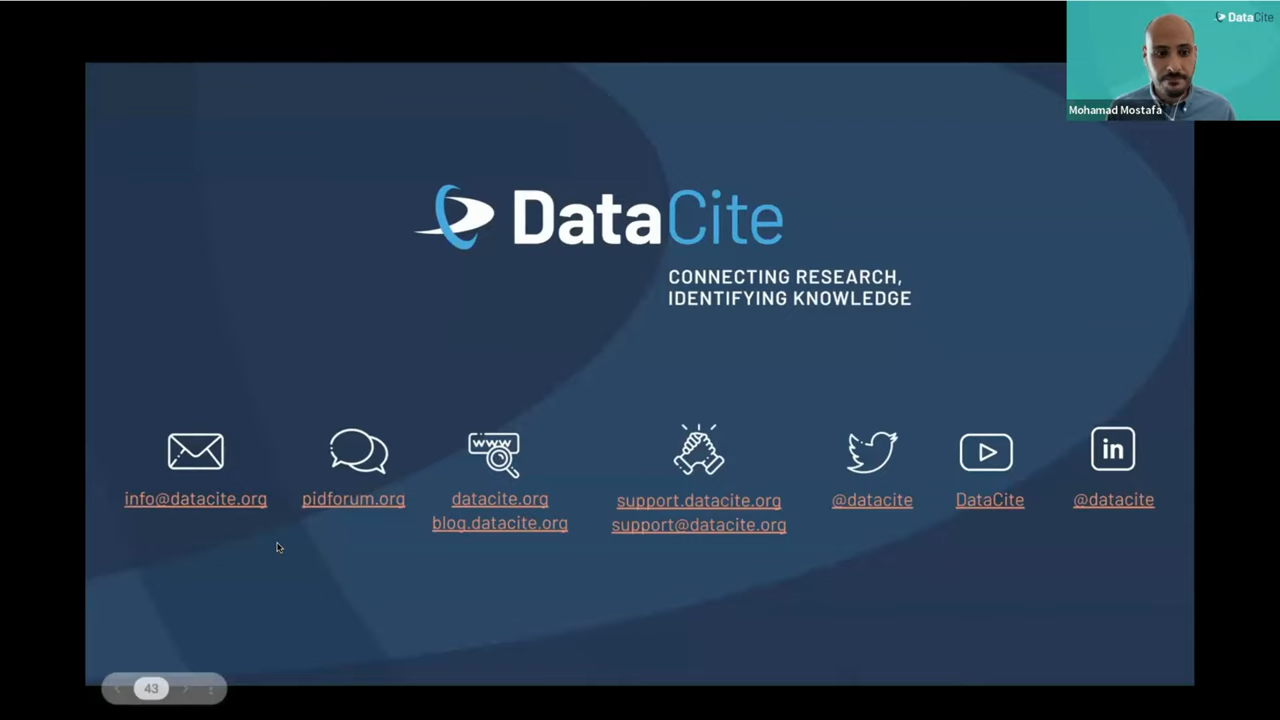 DataCite
Mohamad Mostafa
DataCite
CONNECTING RESEARCH,
IDENTIFYING KNOWLEDGE
www
in
info@datacite.org
pidforum.org
datacite.org
blog.datacite.org
support.datacite.org
support@datacite.org
@datacite
DataCite
@datacite
43